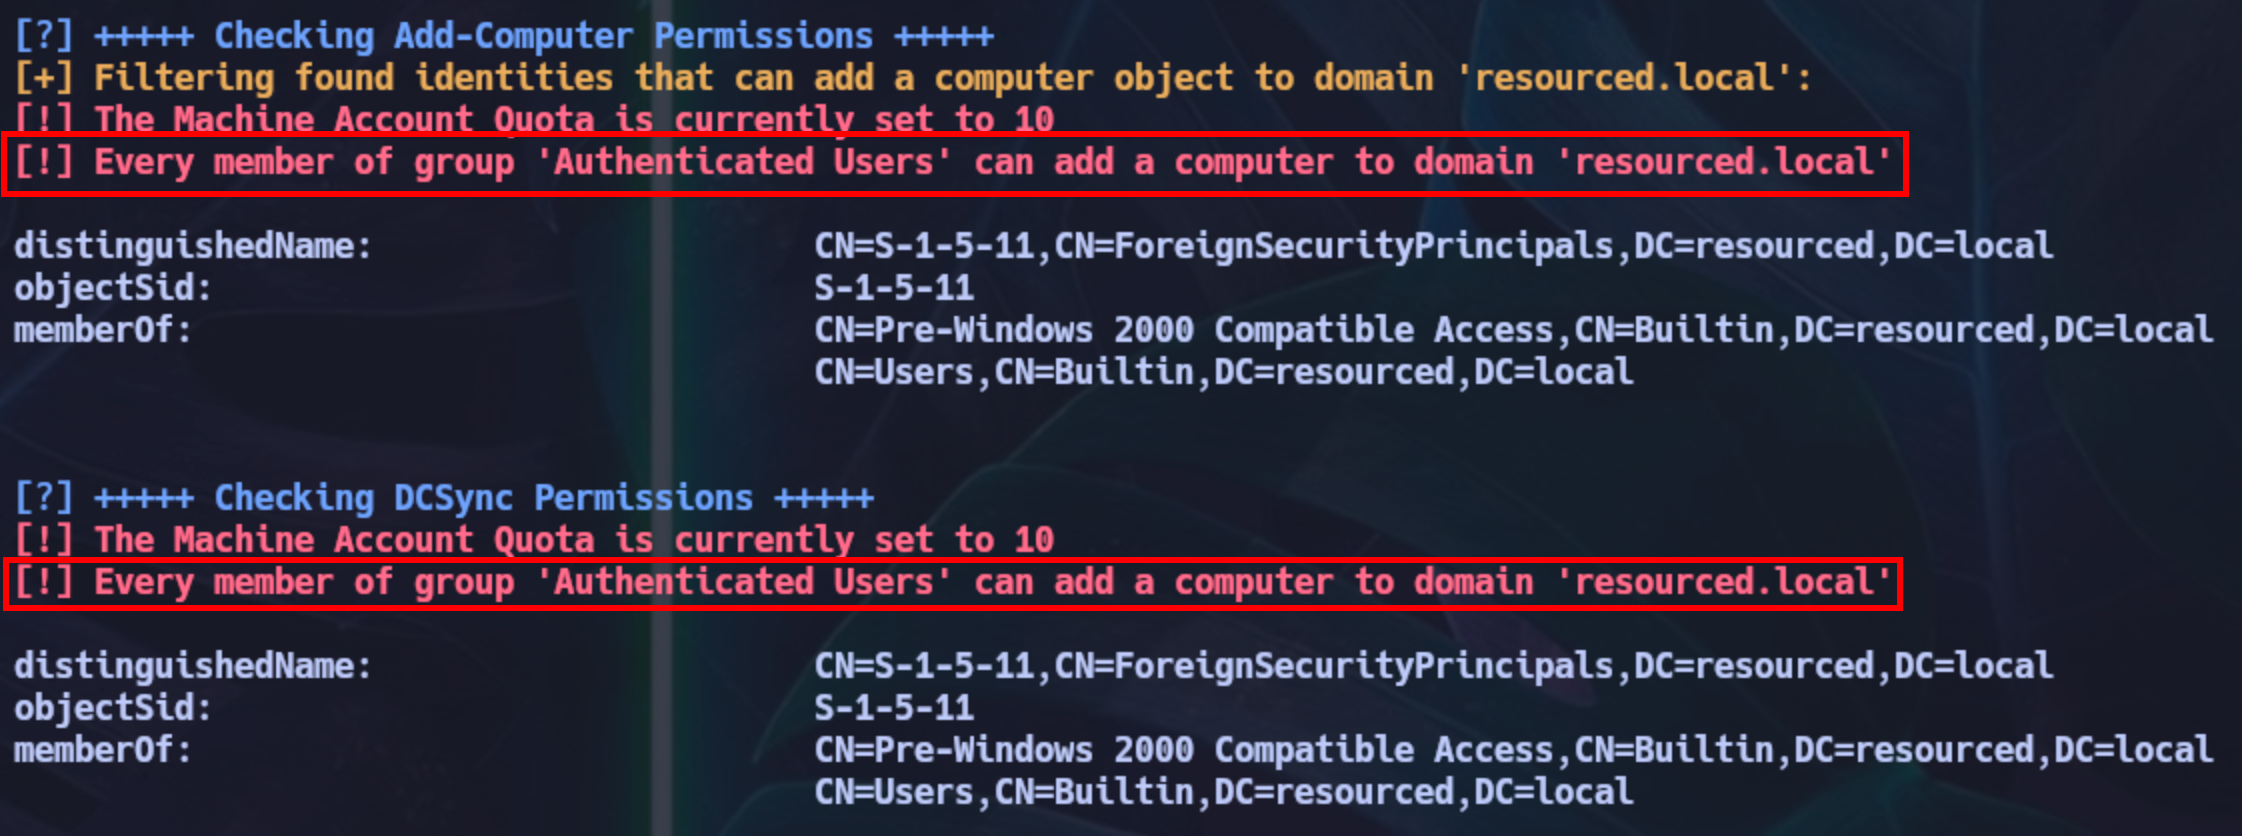 [?] +++++ Checking Add-Computer Permissions +++++
[+] Filtering found identities that can add a computer object to domain 'resourced.local':
[!] The Machine Account Quota is currently set to 10
[!] Every member of group 'Authenticated Users' can add a computer to domain 'resourced.local'
distinguishedName: CN=S-1-5-11,CN=ForeignSecurityPrincipals,DC=resourced,DC=local
objectSid: S-1-5-11
memberOf: CN=Pre-Windows 2000 Compatible Access,CN=Builtin,DC=resourced,DC=local
CN=Users,CN=Builtin,DC=resourced,DC=local
[?] +++++ Checking DCSync Permissions +++++
[!] The Machine Account Quota is currently set to 10
[!] Every member of group 'Authenticated Users' can add a computer to domain 'resourced.local'
distinguishedName: CN=S-1-5-11,CN=ForeignSecurityPrincipals,DC=resourced,DC=local
objectSid: S-1-5-11
memberOf: CN=Pre-Windows 2000 Compatible Access,CN=Builtin,DC=resourced,DC=local
CN=Users,CN=Builtin,DC=resourced,DC=local